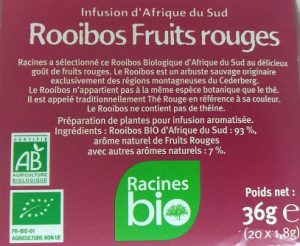 Infusion d'Afrique du Sud
Rooibos Fruits rouges
Racines a sélectionné ce Rooibos Biologique d'Afrique du Sud au délicieux
goût de fruits rouges. Le Rooibos est un arbuste sauvage originaire
exclusivement des régions montagneuses du Cederberg.
Le Rooibos n'appartient pas à la même espèce botanique que le thé.
Il est appelé traditionnellement Thé Rouge en référence à sa couleur.
Le Rooibos ne contient pas de théine.
Préparation de plantes pour infusion aromatisée.
Ingrédients : Rooibos BIO d'Afrique du Sud : 93 %,
arôme naturel de Fruits Rouges
avec autres arômes naturels : 7 %.
CERTIFIÉ
AB
AGRICULTURE
BIOLOGIQUE
FR-BIO-01
AGRICULTURE NON UE
Racines
bio
Poids net :
36g
(20 x 1,8g)